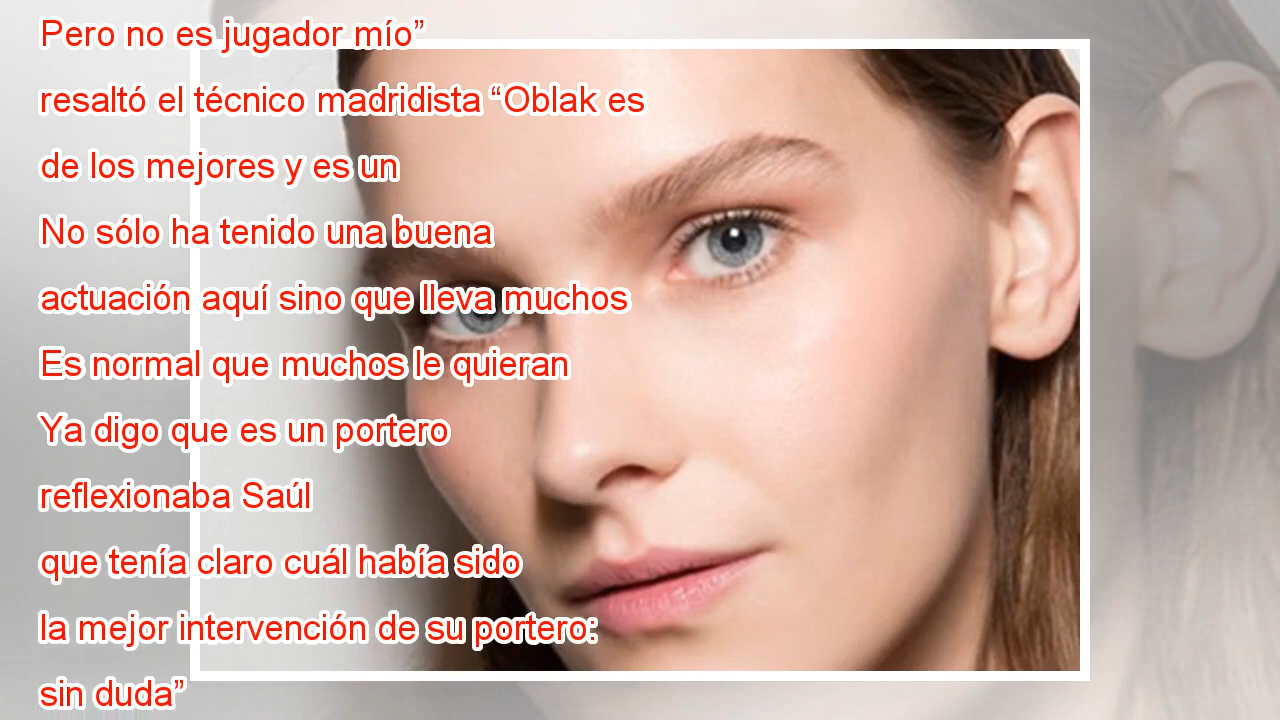 Pero no es jugador mío”
resaltó el técnico madridista “Oblak es
de los mejores y es un
No sólo ha tenido una buena
actuación aquí sino que lleva muchos
Es normal que muchos le quieran
Ya digo que es un portero
reflexionaba Saúl
que tenía claro cuál había sido
la mejor intervención de su portero:
sin duda”